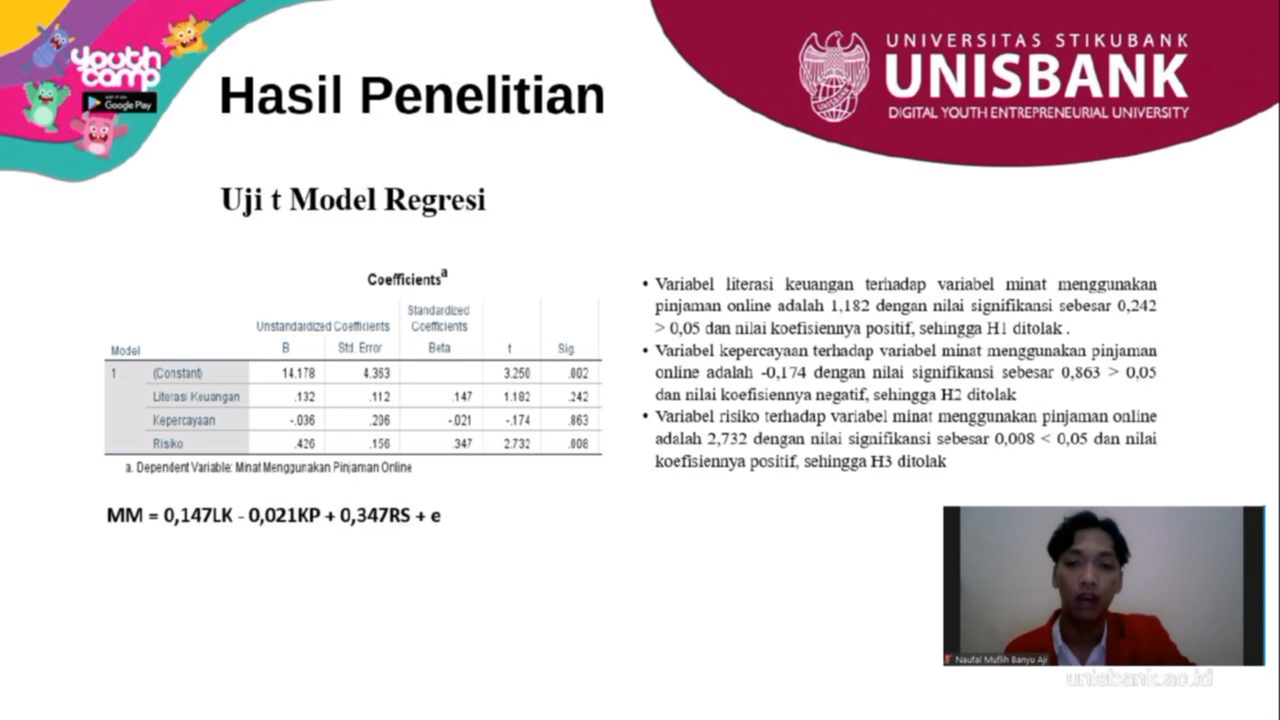 youth
camp
GET IT ON
Google Play
Hasil Penelitian
UNIVERSITAS STIKUBANK
UNISBANK
DIGITAL YOUTH ENTREPRENEURIAL UNIVERSITY
Uji t Model Regresi
Coefficientsa
Standardized
Unstandardized Coefficients Coefficients
Model B Std. Error Beta t Sig.
1 (Constant) 14.178 4.363 3.250 .002
Literasi Keuangan .132 .112 .147 1.182 .242
Kepercayaan -.036 .206 -.021 -.174 .863
Risiko .426 .156 .347 2.732 .008
a. Dependent Variable: Minat Menggunakan Pinjaman Online
MM = 0,147LK - 0,021KP + 0,347RS + e
• Variabel literasi keuangan terhadap variabel minat menggunakan
pinjaman online adalah 1,182 dengan nilai signifikansi sebesar 0,242
> 0,05 dan nilai koefisiennya positif, sehingga H1 ditolak .
• Variabel kepercayaan terhadap variabel minat menggunakan pinjaman
online adalah -0,174 dengan nilai signifikansi sebesar 0,863 > 0,05
dan nilai koefisiennya negatif, sehingga H2 ditolak
• Variabel risiko terhadap variabel minat menggunakan pinjaman online
adalah 2,732 dengan nilai signifikansi sebesar 0,008 < 0,05 dan nilai
koefisiennya positif, sehingga H3 ditolak
Naufal Muflih Banyu Aji
unisbank.ac.id